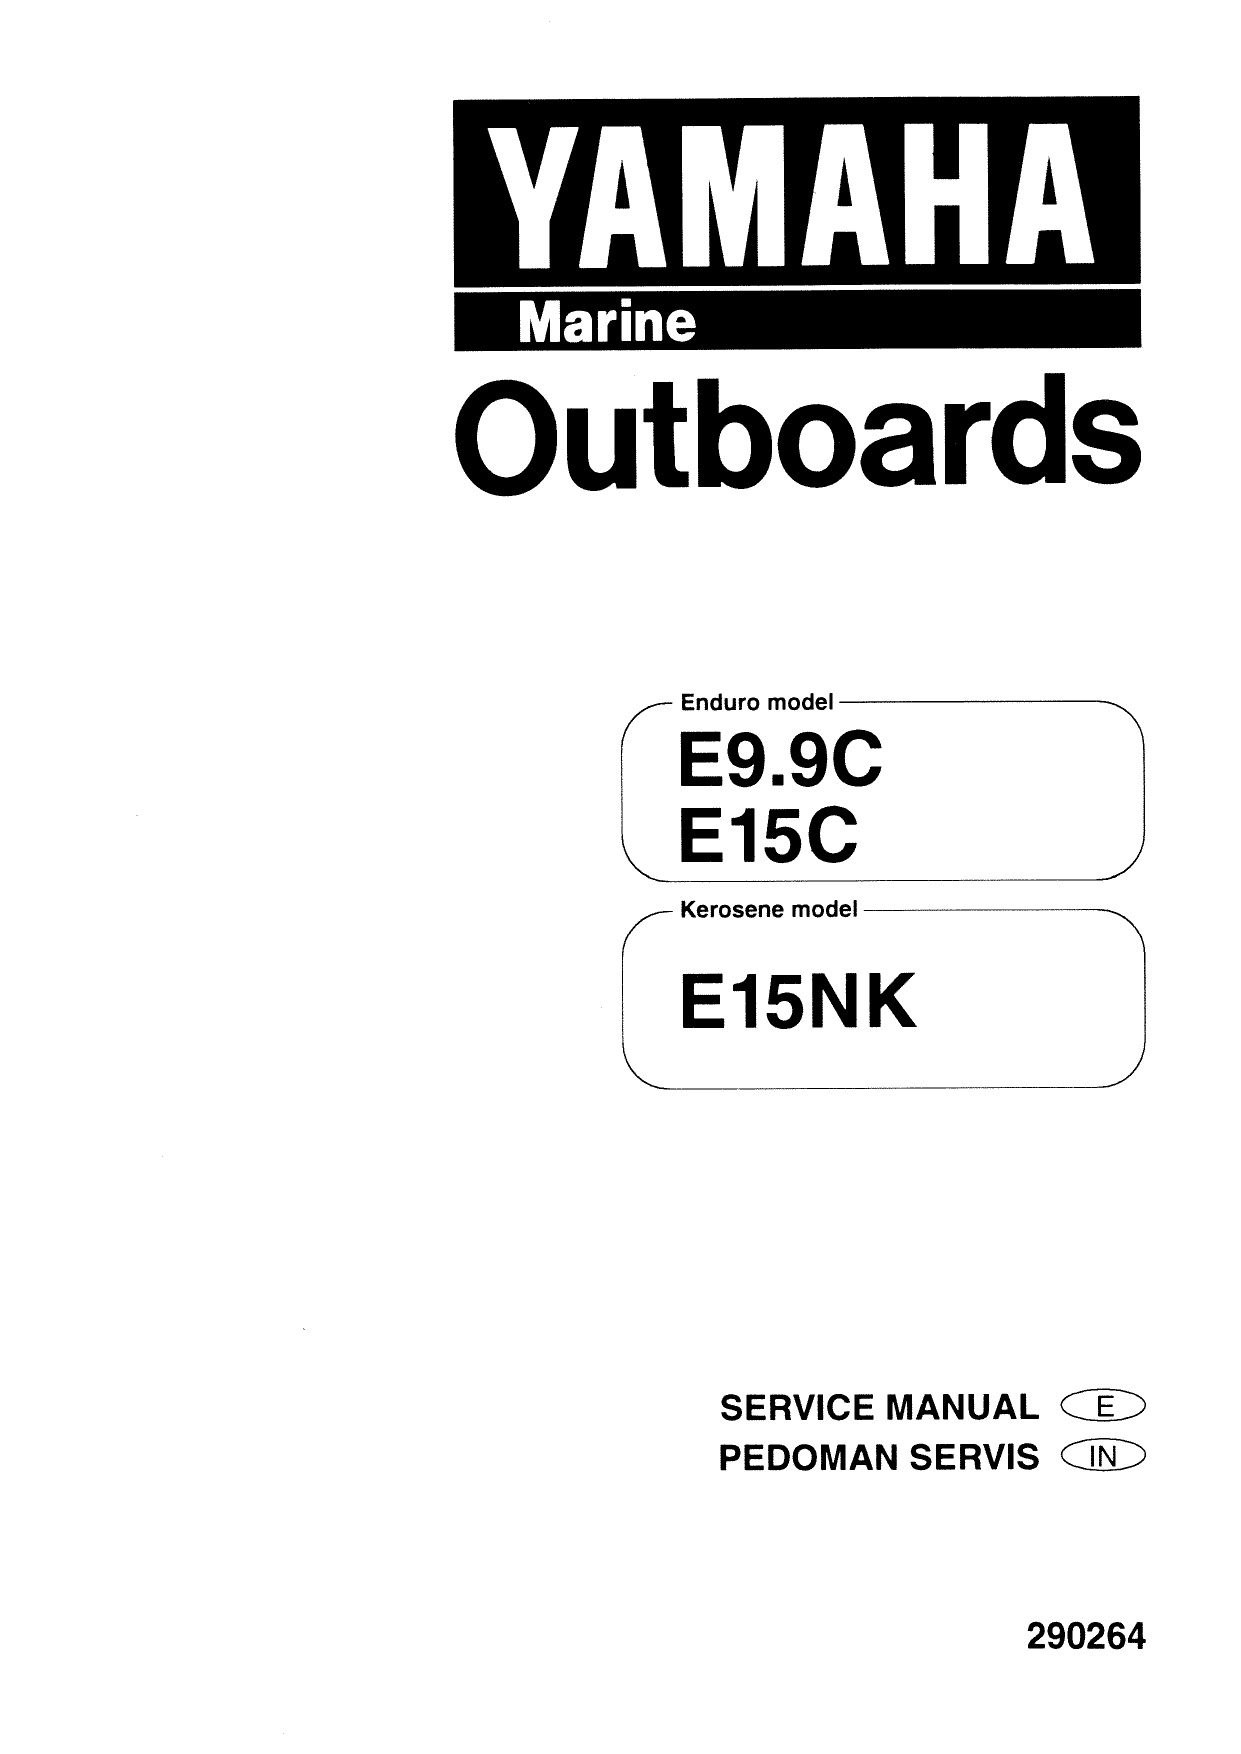 YAMAHA
Marine
Outboards
Enduro model
E9.9C
E15C
Kerosene model
E15NK
SERVICE MANUAL E
PEDOMAN SERVIS IN
290264